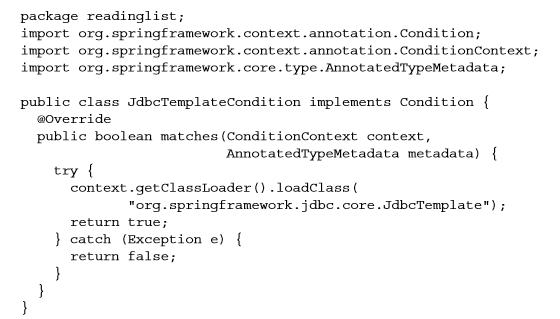 package readinglist;
import org.springframework.context.annotation.Condition;
import org.springframework.context.annotation.ConditionContext;
import org.springframework.core.type.AnnotatedTypeMetadata;

public class JdbcTemplateCondition implements Condition {
  @Override
  public boolean matches(ConditionContext context,
                         AnnotatedTypeMetadata metadata) {
    try {
      context.getClassLoader().loadClass(
             "org.springframework.jdbc.core.JdbcTemplate");
      return true;
    } catch (Exception e) {
      return false;
    }
  }
}